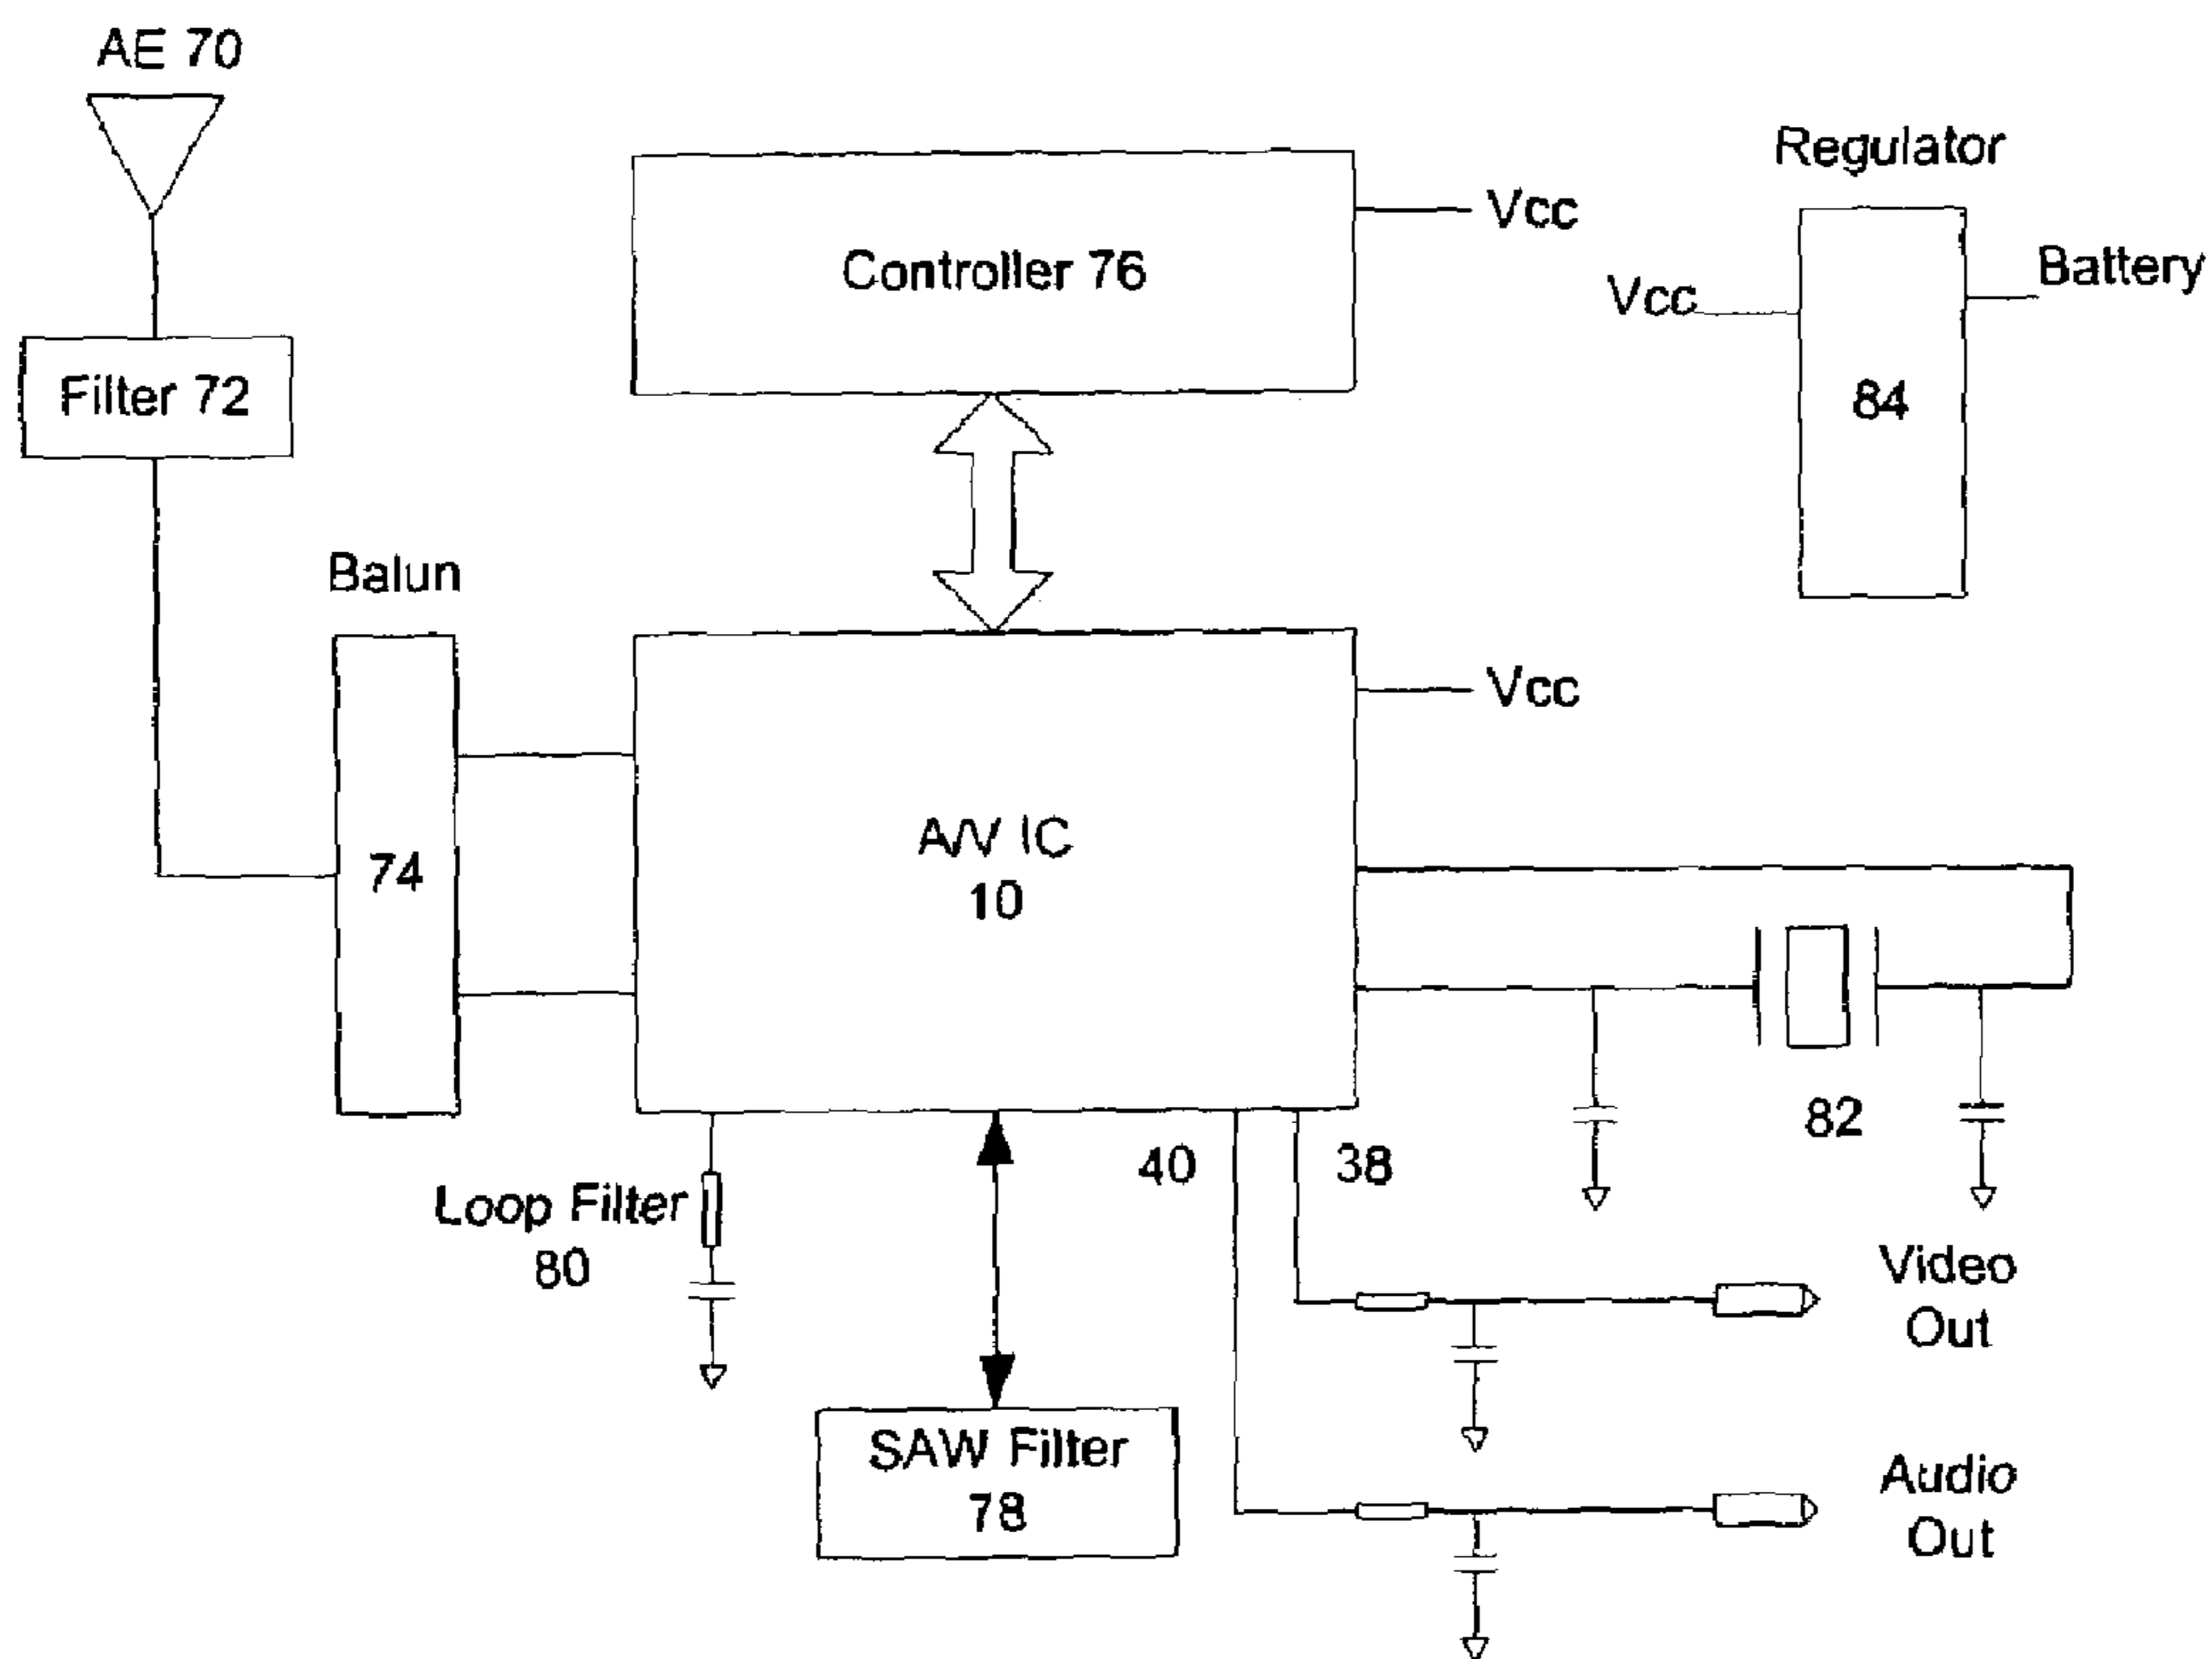 AE 70
Regulator
Vcc
Controller 76
Battery
Vcc
Filter 72
84
Balun
Vcc
A/V IC
10
74
82
40
38
Loop Filter
80
Video
Out
SAW Filter
78
Audio
Out